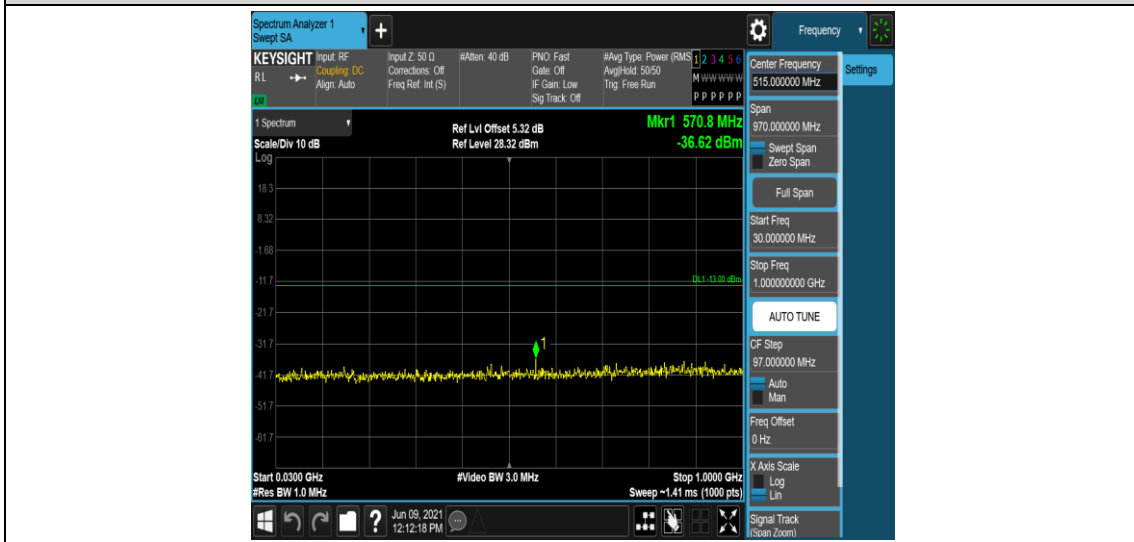 Spectrum Analyzer 1
Swept SA
+
Frequency
KEYSIGHT
RL
LXI
Input: RF
Coupling: DC
Align: Auto
Input Z: 50 Ω
Corrections: Off
Freq Ref: Int (S)
#Atten: 40 dB
PNO: Fast
Gate: Off
IF Gain: Low
Sig Track: Off
#Avg Type: Power (RMS
Avg|Hold: 50/50
Trig: Free Run
1 2 3 4 5 6
M W W W W W
P P P P P P
1 Spectrum
Scale/Div 10 dB
Ref Lvl Offset 5.32 dB
Ref Level 28.32 dBm
Mkr1 570.8 MHz
-36.62 dBm
Log
18.3
8.32
-1.68
-11.7
-21.7
-31.7
-41.7
-51.7
-61.7
DL1 -13.00 dBm
1
Start 0.0300 GHz
#Res BW 1.0 MHz
#Video BW 3.0 MHz
Stop 1.0000 GHz
Sweep ~1.41 ms (1000 pts)
Center Frequency
515.000000 MHz
Settings
Span
970.000000 MHz
Swept Span
Zero Span
Full Span
Start Freq
30.000000 MHz
Stop Freq
1.000000000 GHz
AUTO TUNE
CF Step
97.000000 MHz
Auto
Man
Freq Offset
0 Hz
X Axis Scale
Log
Lin
Signal Track
(Span Zoom)
?
Jun 09, 2021
12:12:18 PM